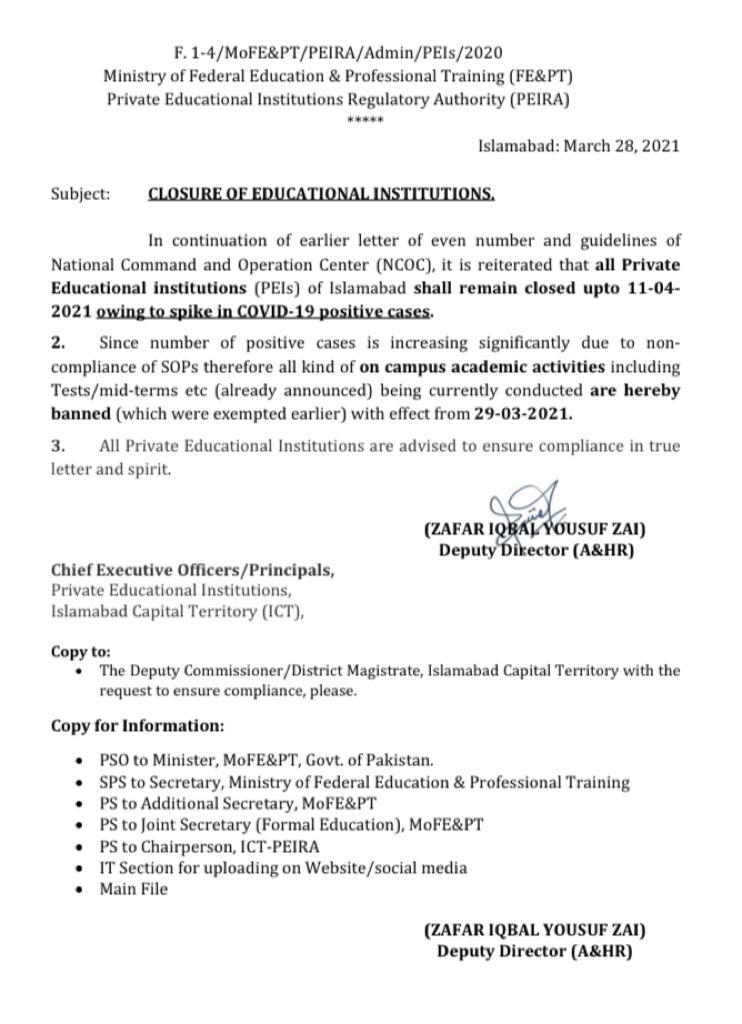 F. 1-4/MoFE&PT/PEIRA/Admin/PEIs/2020
Ministry of Federal Education & Professional Training (FE&PT)
Private Educational Institutions Regulatory Authority (PEIRA)
*****
Islamabad: March 28, 2021
Subject: CLOSURE OF EDUCATIONAL INSTITUTIONS.
In continuation of earlier letter of even number and guidelines of
National Command and Operation Center (NCOC), it is reiterated that all Private
Educational institutions (PEIs) of Islamabad shall remain closed upto 11-04-
2021 owing to spike in COVID-19 positive cases.
2. Since number of positive cases is increasing significantly due to non-
compliance of SOPs therefore all kind of on campus academic activities including
Tests/mid-terms etc (already announced) being currently conducted are hereby
banned (which were exempted earlier) with effect from 29-03-2021.
3. All Private Educational Institutions are advised to ensure compliance in true
letter and spirit.
(ZAFAR IQBAL YOUSUF ZAI)
Deputy Director (A&HR)
Chief Executive Officers/Principals,
Private Educational Institutions,
Islamabad Capital Territory (ICT),
Copy to:
• The Deputy Commissioner/District Magistrate, Islamabad Capital Territory with the
request to ensure compliance, please.
Copy for Information:
• PSO to Minister, MoFE&PT, Govt. of Pakistan.
• SPS to Secretary, Ministry of Federal Education & Professional Training
• PS to Additional Secretary, MoFE&PT
• PS to Joint Secretary (Formal Education), MoFE&PT
• PS to Chairperson, ICT-PEIRA
• IT Section for uploading on Website/social media
• Main File
(ZAFAR IQBAL YOUSUF ZAI)
Deputy Director (A&HR)